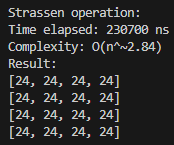 Strassen operation:
Time elapsed: 230700 ns
Complexity: O(n^~2.84)
Result:
[24, 24, 24, 24]
[24, 24, 24, 24]
[24, 24, 24, 24]
[24, 24, 24, 24]